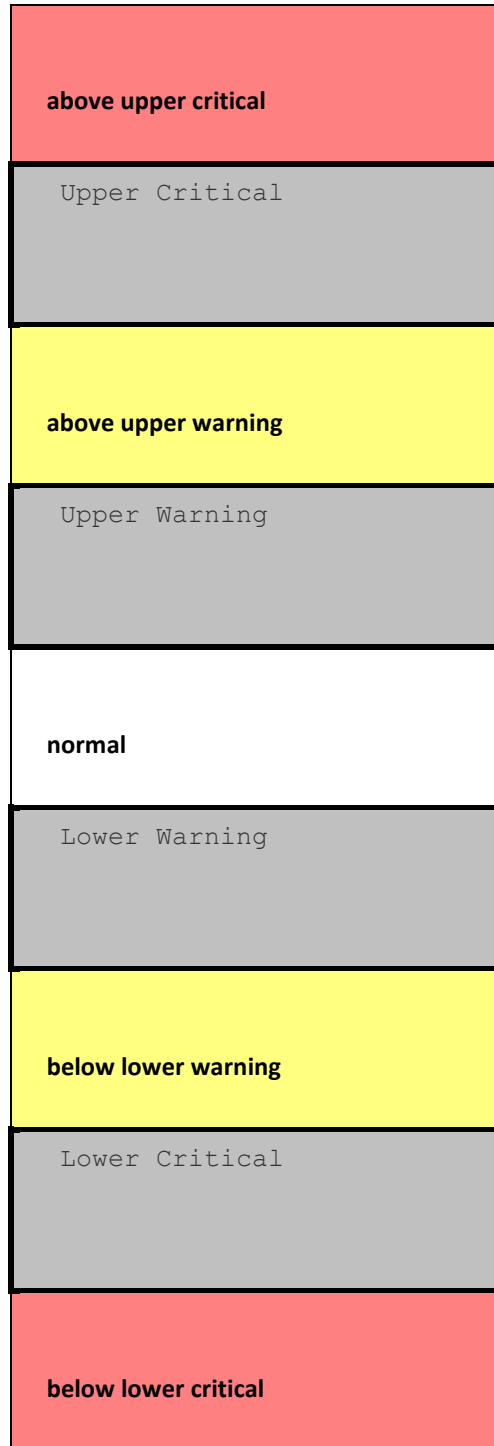 above upper critical
Upper Critical
above upper warning
Upper Warning
normal
Lower Warning
below lower warning
Lower Critical
below lower critical